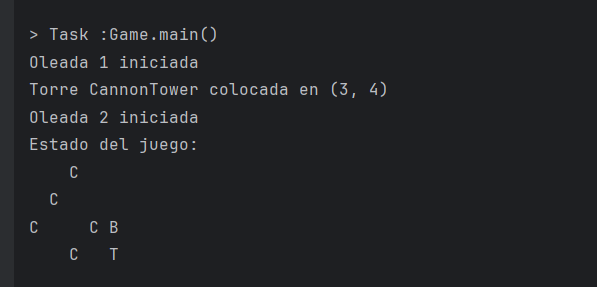 > Task :Game.main()
Oleada 1 iniciada
Torre CannonTower colocada en (3, 4)
Oleada 2 iniciada
Estado del juego:
    C
  C
C     C B
    C   T